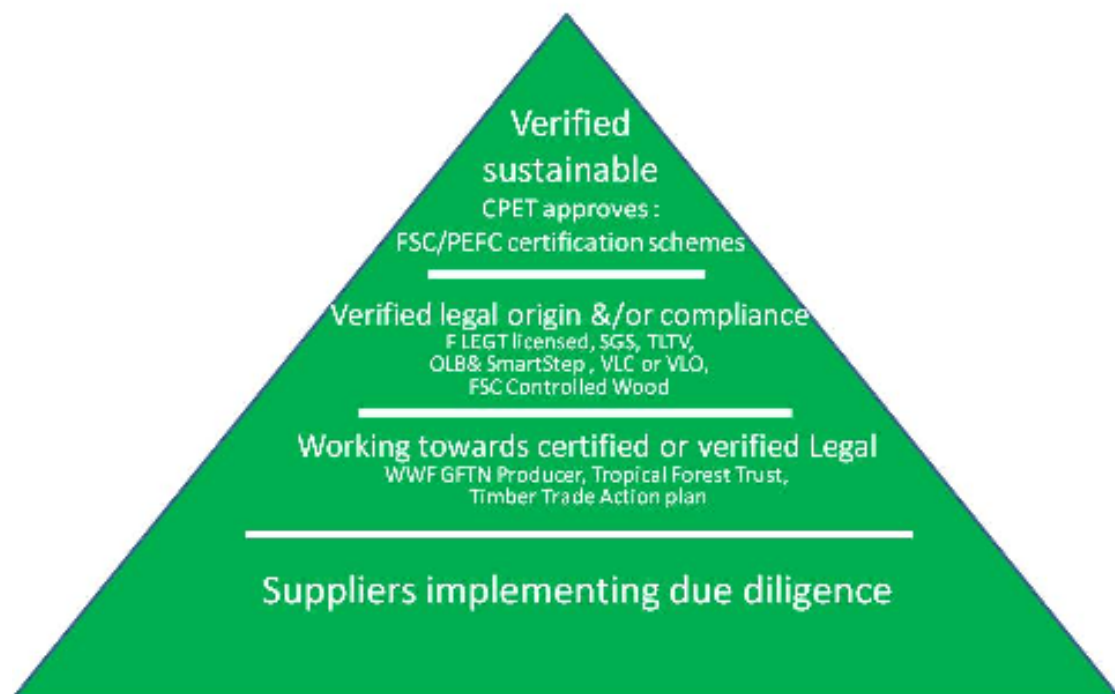 Verified
sustainable
CPET approves :
FSC/PEFC certification schemes
Verified legal origin &/or compliance
F LEGT licensed, SGS, TLTV,
OLB& SmartStep , VLC or VLO,
FSC Controlled Wood
Working towards certified or verified Legal
WWF GFTN Producer, Tropical Forest Trust,
Timber Trade Action plan
Suppliers implementing due diligence